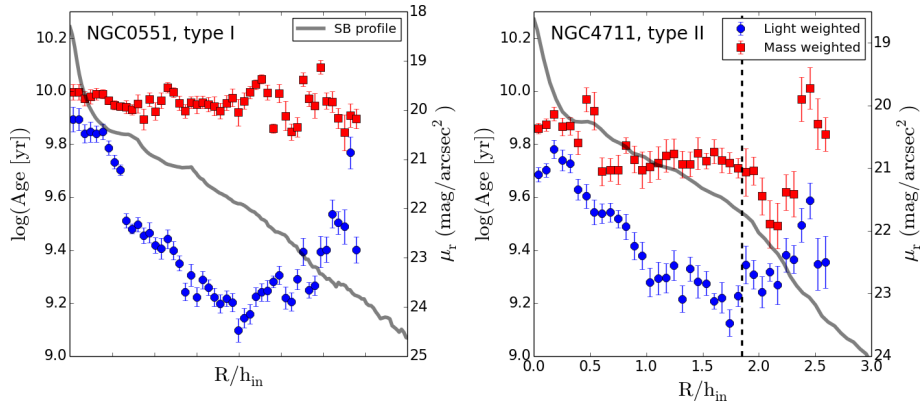 NGC0551, type I
SB profile
10.2
10.0
9.8
9.6
9.4
9.2
9.0
log(Age [yr])
18
19
20
21
22
23
24
25
μr (mag/arcsec²)
R/hin
NGC4711, type II
Light weighted
Mass weighted
10.2
10.0
9.8
9.6
9.4
9.2
9.0
log(Age [yr])
19
20
21
22
23
24
μr (mag/arcsec²)
0.0 0.5 1.0 1.5 2.0 2.5 3.0
R/hin